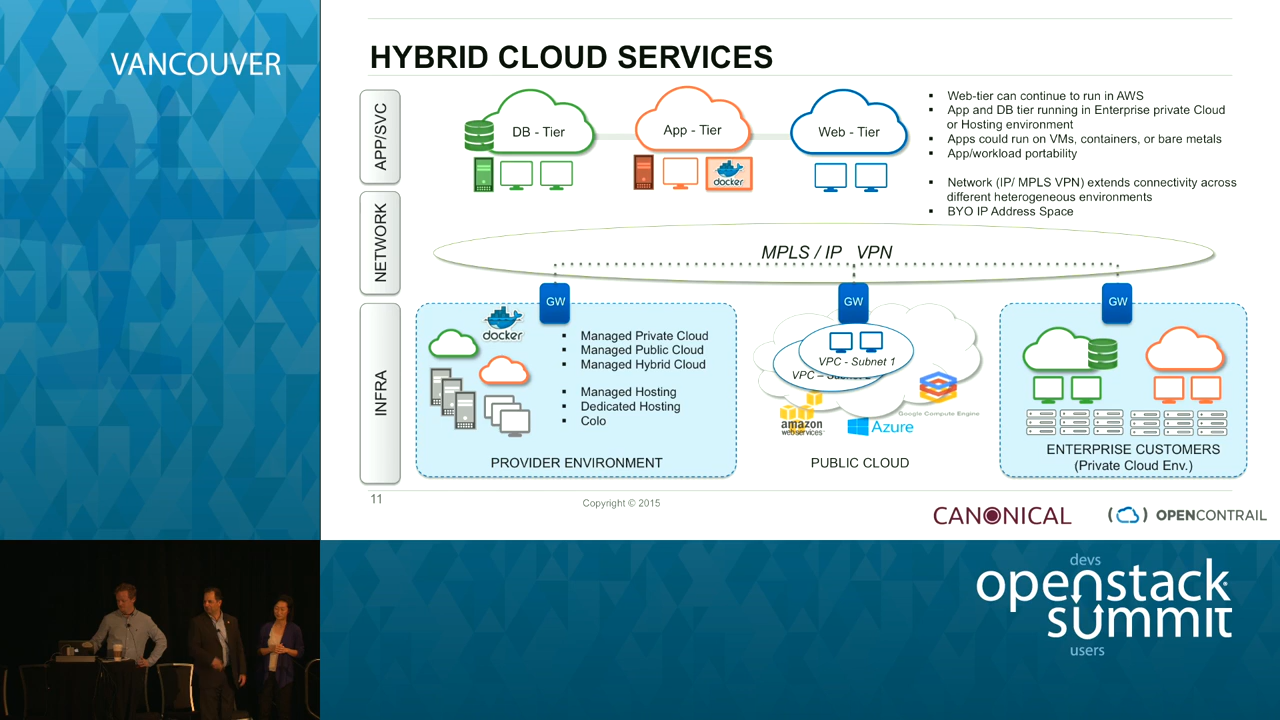 VANCOUVER
HYBRID CLOUD SERVICES
APP/SVC
DB - Tier
App - Tier
Web - Tier
docker
Web-tier can continue to run in AWS
App and DB tier running in Enterprise private Cloud
or Hosting environment
Apps could run on VMs, containers, or bare metals
App/workload portability
Network (IP/ MPLS VPN) extends connectivity across
different heterogeneous environments
BYO IP Address Space
NETWORK
MPLS / IP VPN
GW
GW
GW
INFRA
docker
Managed Private Cloud
Managed Public Cloud
Managed Hybrid Cloud
Managed Hosting
Dedicated Hosting
Colo
PROVIDER ENVIRONMENT
VPC - Subnet 1
VPC –
amazon
web services
Azure
Google Compute Engine
PUBLIC CLOUD
ENTERPRISE CUSTOMERS
(Private Cloud Env.)
11
Copyright © 2015
CANONICAL
OPENCONTRAIL
devs
openstack
summit
users